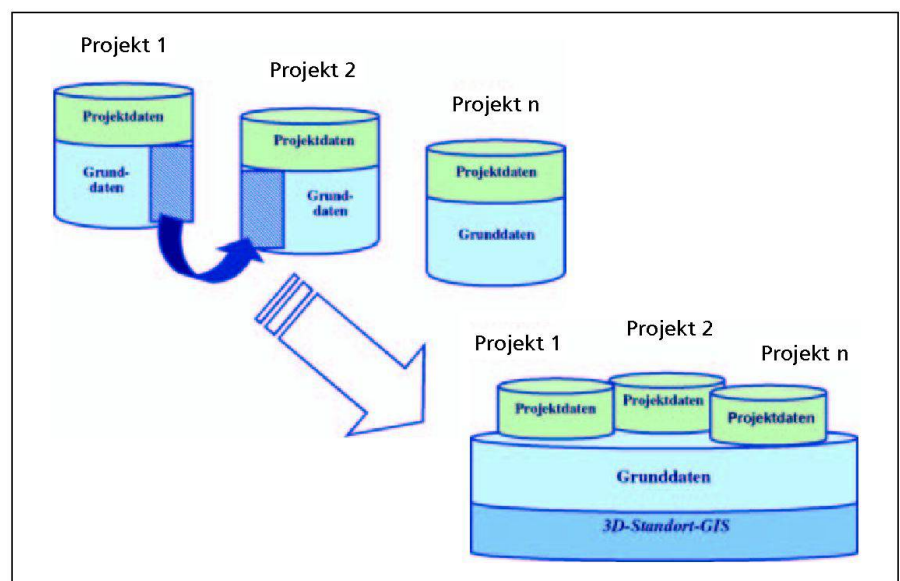 Projekt 1
Projekt 2
Projekt n
Projektdaten
Grund-
daten
Projektdaten
Grund-
daten
Projektdaten
Grunddaten
Projekt 1
Projekt 2
Projekt n
Projektdaten
Projektdaten
Projektdaten
Grunddaten
3D-Standort-GIS